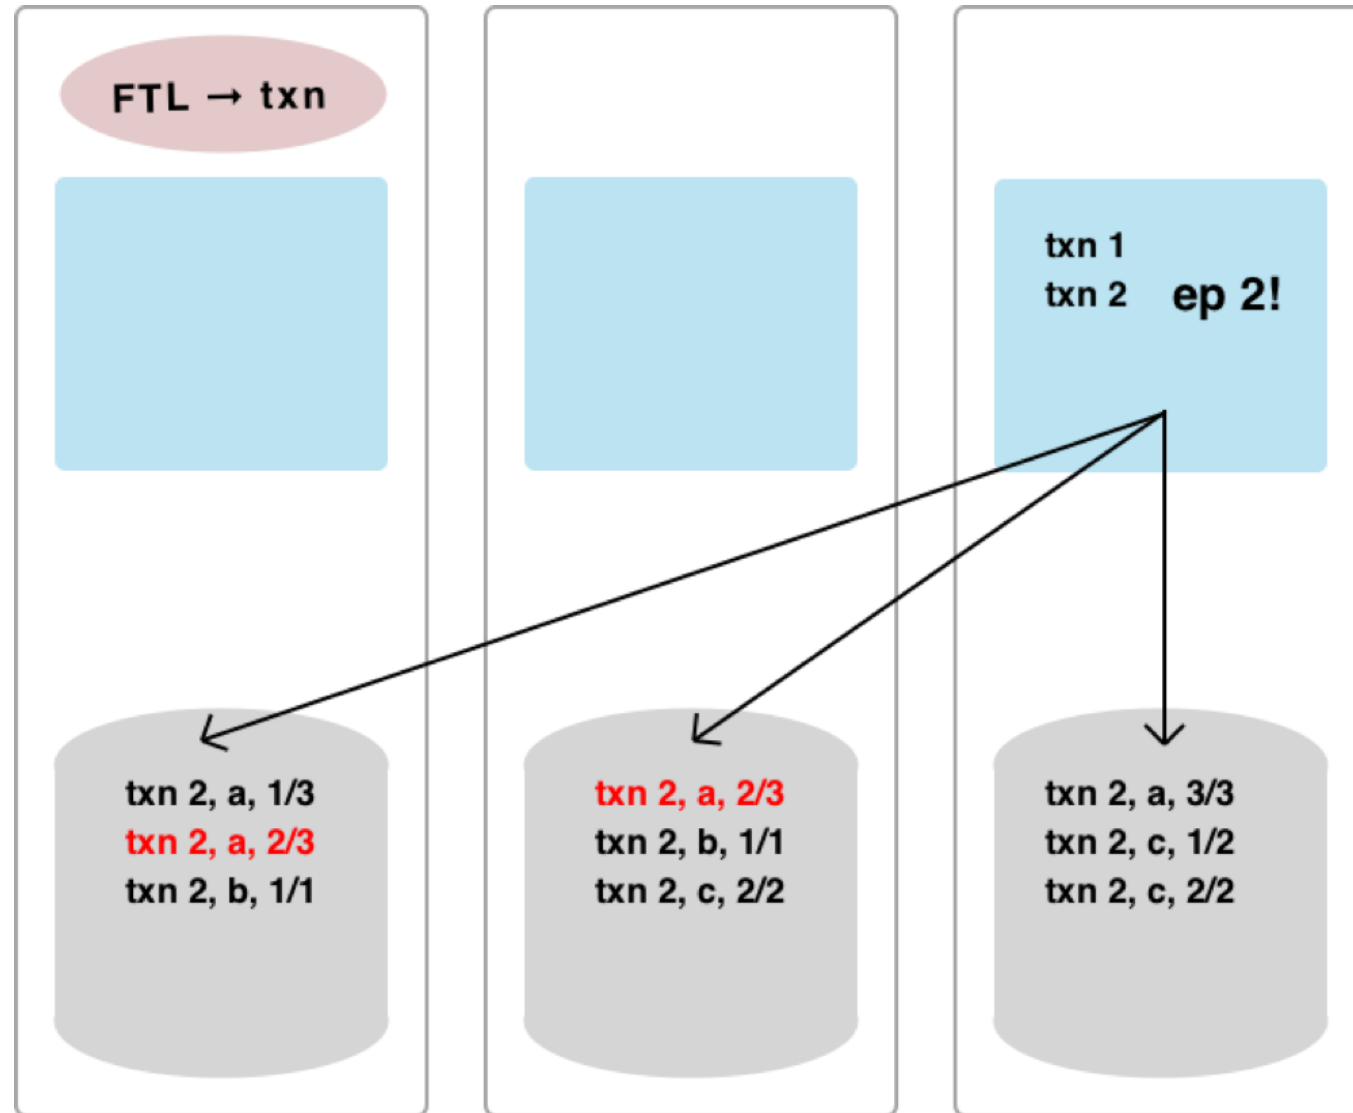 FTL → txn
txn 1
txn 2
ep 2!
txn 2, a, 1/3
txn 2, a, 2/3
txn 2, b, 1/1
txn 2, a, 2/3
txn 2, b, 1/1
txn 2, c, 2/2
txn 2, a, 3/3
txn 2, c, 1/2
txn 2, c, 2/2